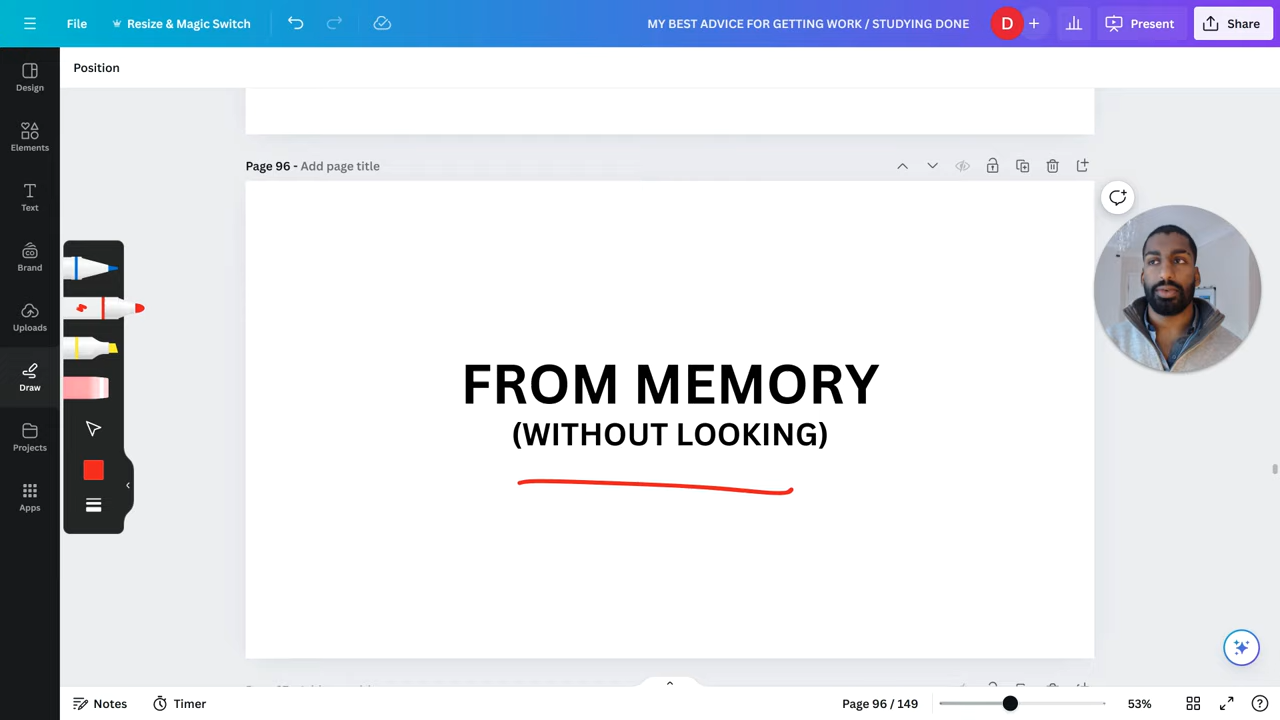 File
Resize & Magic Switch
MY BEST ADVICE FOR GETTING WORK / STUDYING DONE
D
Present
Share
Position
Design
Elements
Text
Brand
Uploads
Draw
Projects
Apps
Page 96 - Add page title
FROM MEMORY
(WITHOUT LOOKING)
Notes
Timer
Page 96 / 149
53%